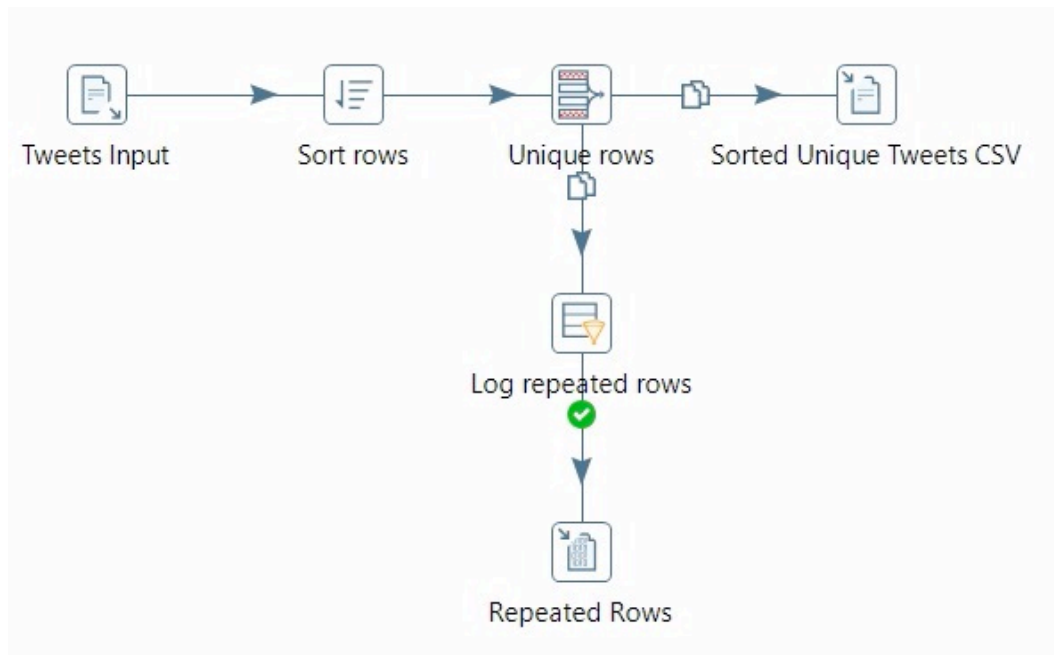 Tweets Input
Sort rows
Unique rows
Sorted Unique Tweets CSV
Log repeated rows
Repeated Rows